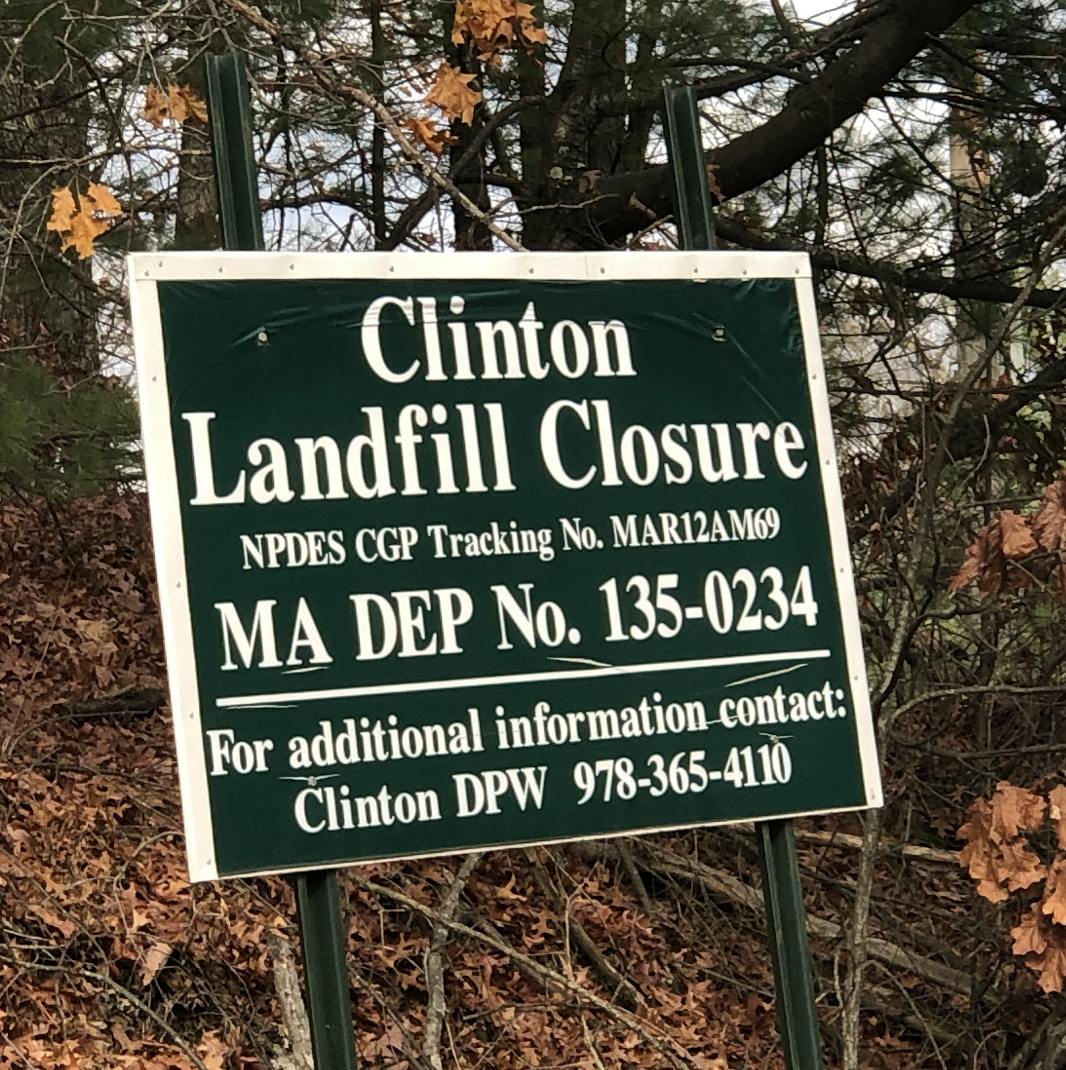 Clinton
Landfill Closure
NPDES CGP Tracking No. MAR12AM69
MA DEP No. 135-0234
For additional information contact:
Clinton DPW 978-365-4110